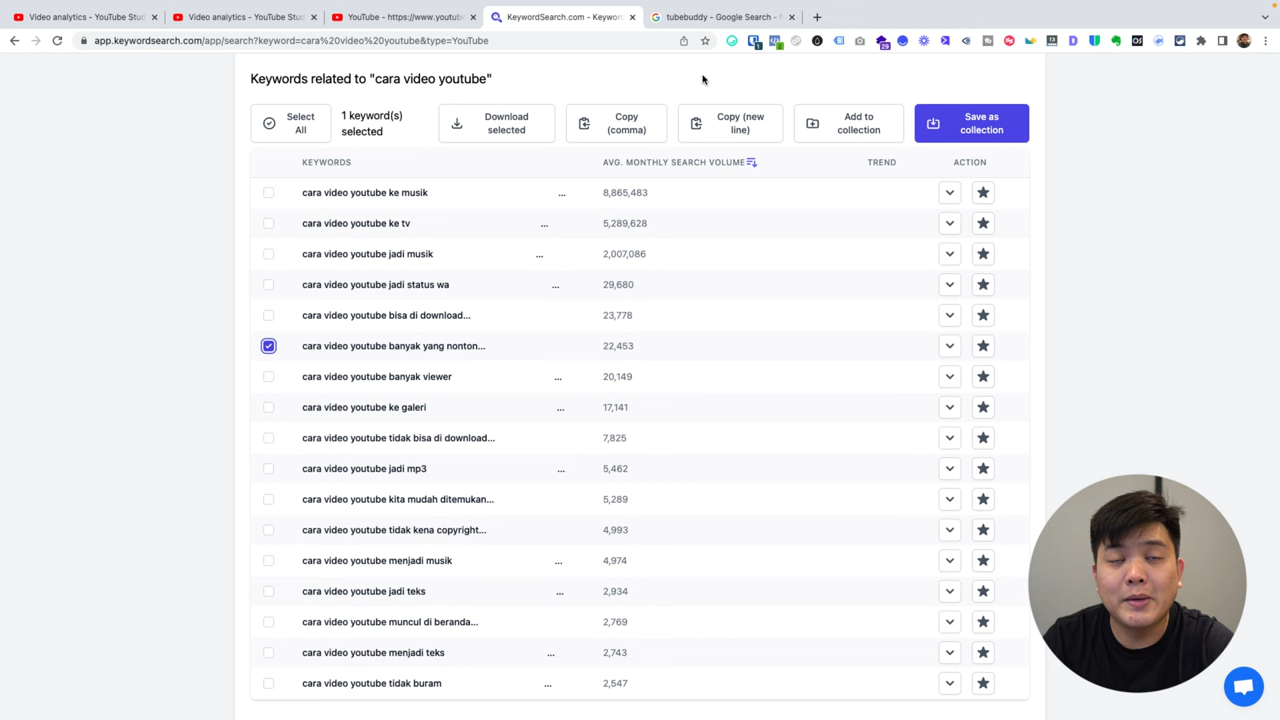 Video analytics - YouTube Stud
Video analytics - YouTube Stud
YouTube - https://www.youtube
KeywordSearch.com - Keyword
tubebuddy - Google Search - h
app.keywordsearch.com/app/search?keyword=cara%20video%20youtube&type=YouTube
Keywords related to "cara video youtube"
Select All
1 keyword(s) selected
Download selected
Copy (comma)
Copy (new line)
Add to collection
Save as collection
KEYWORDS AVG. MONTHLY SEARCH VOLUME TREND ACTION
cara video youtube ke musik ... 8,865,483
cara video youtube ke tv ... 5,289,628
cara video youtube jadi musik ... 2,007,086
cara video youtube jadi status wa ... 29,680
cara video youtube bisa di download... 23,778
cara video youtube banyak yang nonton... 22,453
cara video youtube banyak viewer ... 20,149
cara video youtube ke galeri ... 17,141
cara video youtube tidak bisa di download... 7,825
cara video youtube jadi mp3 ... 5,462
cara video youtube kita mudah ditemukan... 5,289
cara video youtube tidak kena copyright... 4,993
cara video youtube menjadi musik ... 4,974
cara video youtube jadi teks ... 2,934
cara video youtube muncul di beranda... 2,769
cara video youtube menjadi teks ... 2,743
cara video youtube tidak buram ... 2,547